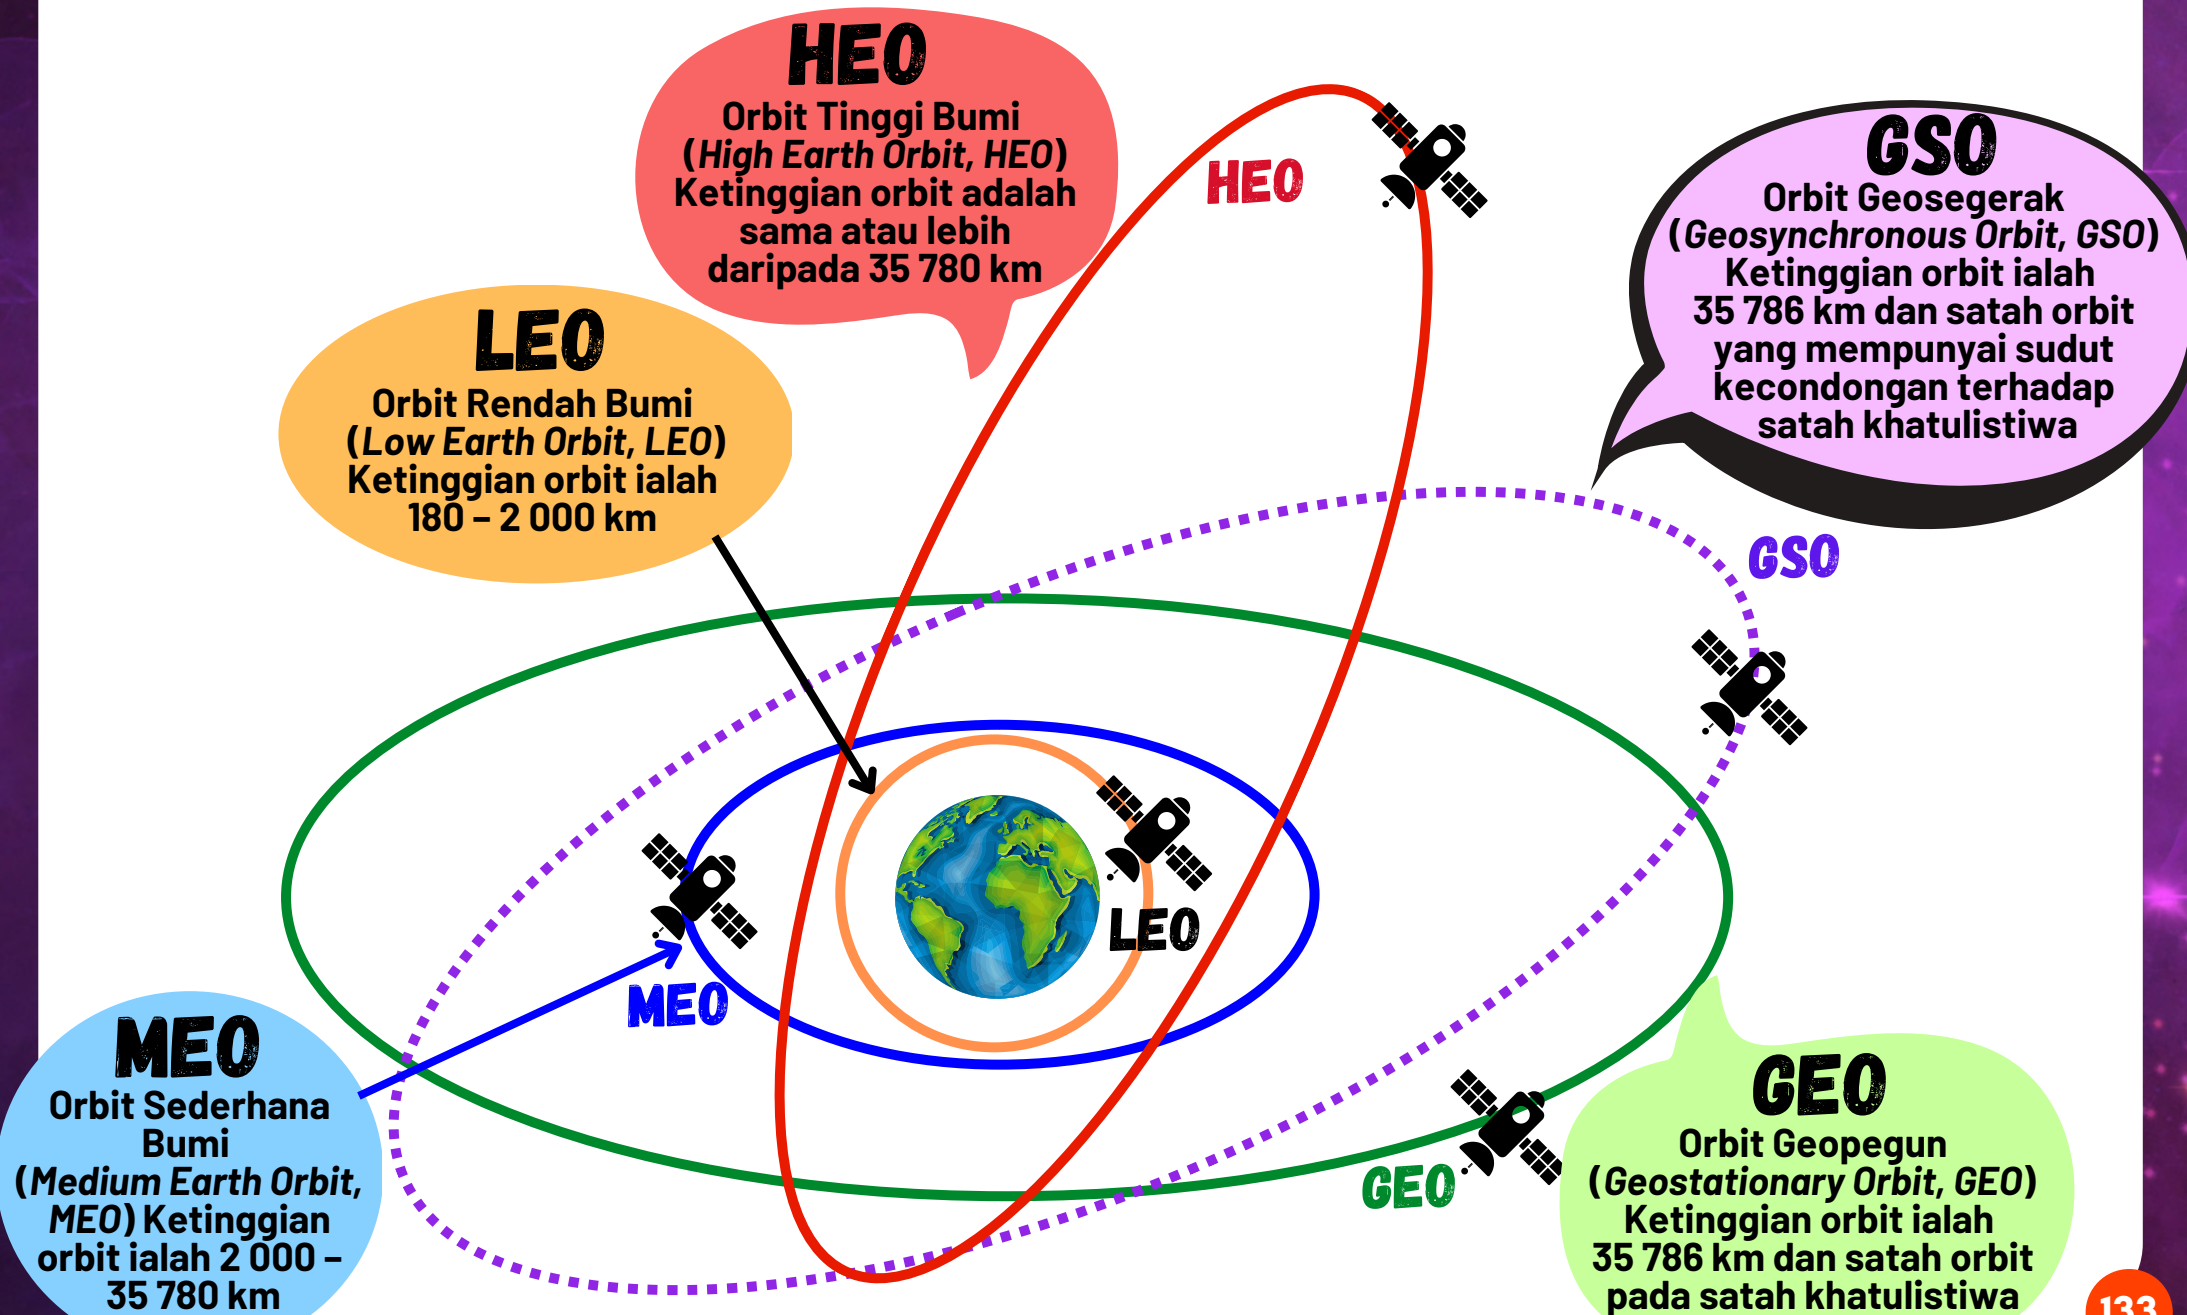 HEO
Orbit Tinggi Bumi
(High Earth Orbit, HEO)
Ketinggian orbit adalah
sama atau lebih
daripada 35 780 km
HEO
GSO
Orbit Geosegerak
(Geosynchronous Orbit, GSO)
Ketinggian orbit ialah
35 786 km dan satah orbit
yang mempunyai sudut
kecondongan terhadap
satah khatulistiwa
LEO
Orbit Rendah Bumi
(Low Earth Orbit, LEO)
Ketinggian orbit ialah
180 – 2 000 km
GSO
LEO
MEO
MEO
Orbit Sederhana
Bumi
(Medium Earth Orbit,
MEO) Ketinggian
orbit ialah 2 000 –
35 780 km
GEO
GEO
Orbit Geopegun
(Geostationary Orbit, GEO)
Ketinggian orbit ialah
35 786 km dan satah orbit
pada satah khatulistiwa
133